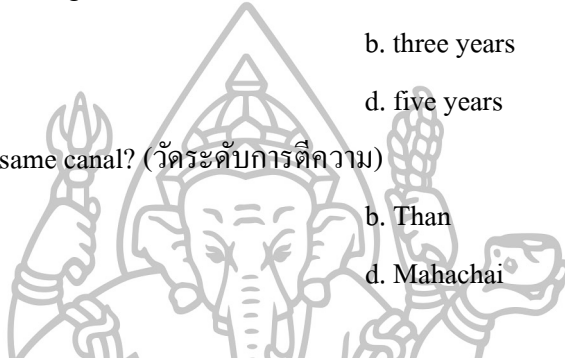 b. three years
d. five years
same canal? (วัดระดับการตีความ)
b. Than
d. Mahachai